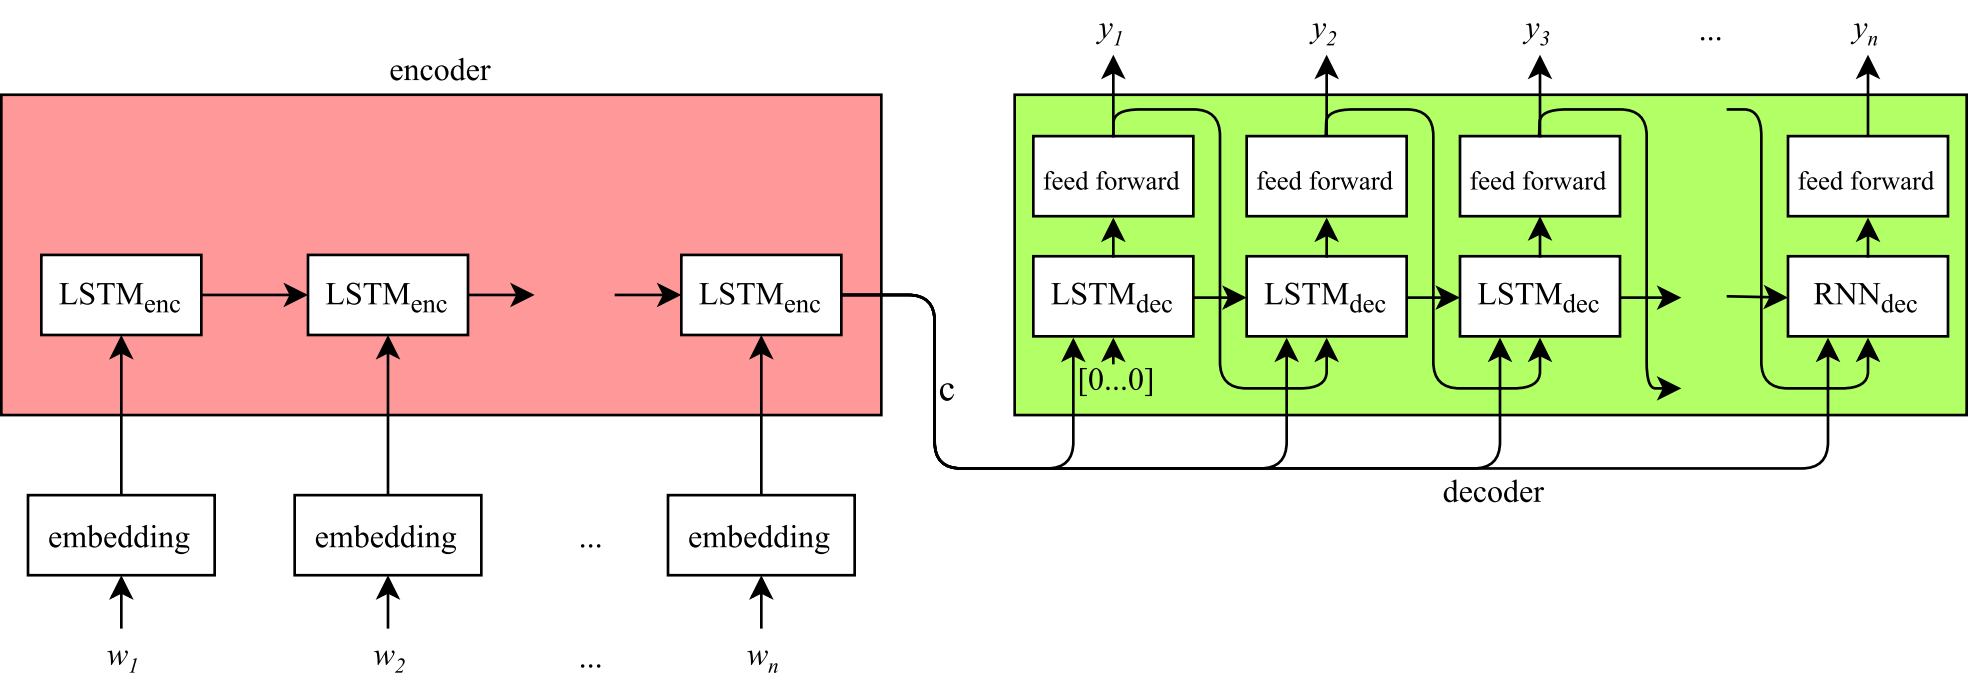 y1 y2 y3 ... yn
encoder
feed forward feed forward feed forward feed forward
LSTMenc LSTMenc LSTMenc LSTMdec LSTMdec LSTMdec RNNdec
[0...0]
c
decoder
embedding embedding ... embedding
w1 w2 ... wn